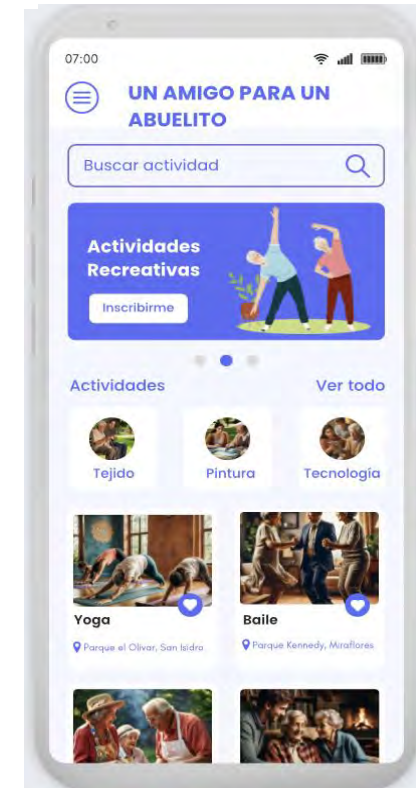 07:00
UN AMIGO PARA UN
ABUELITO
Buscar actividad
Actividades
Recreativas
Inscribirme
Actividades Ver todo
Tejido Pintura Tecnología
Yoga Baile
Parque el Olivar, San Isidro Parque Kennedy, Miraflores